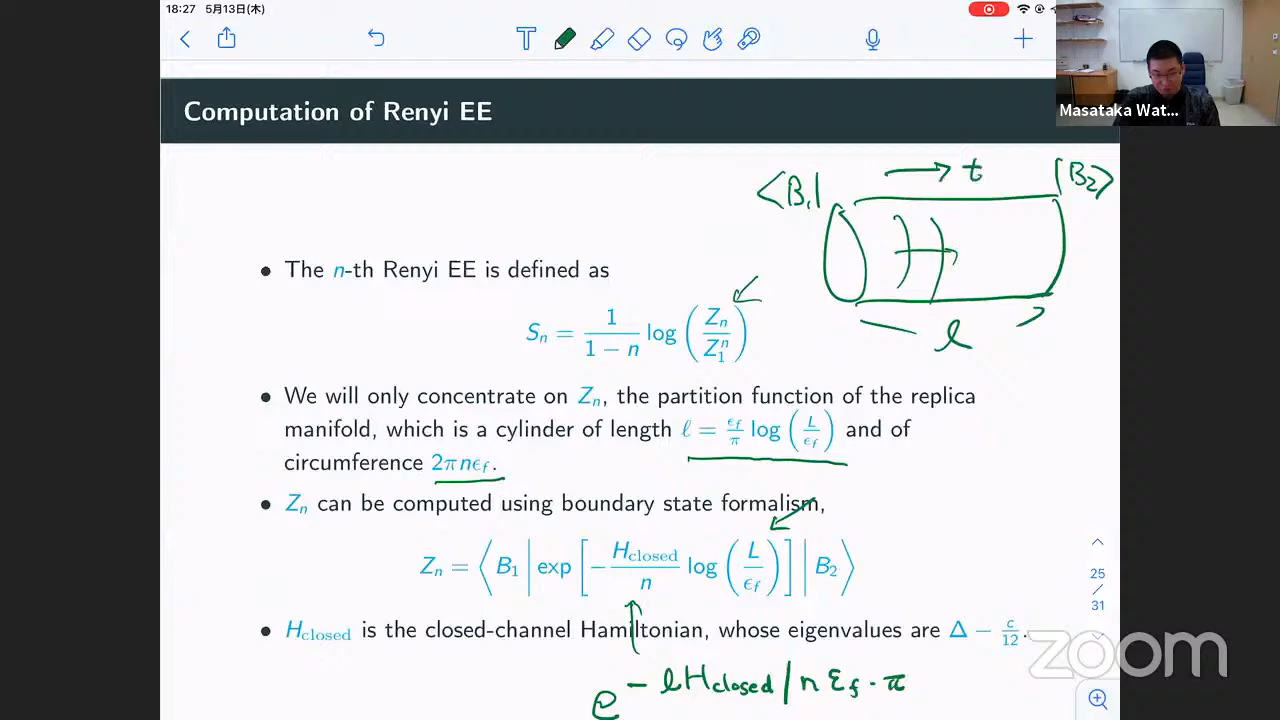 18:27 5月13日(木)
Masataka Wat...
Computation of Renyi EE
<B₁| → t |B₂>
ℓ
• The n-th Renyi EE is defined as
Sₙ = 1/(1 − n) log (Zₙ/Z₁ⁿ)
• We will only concentrate on Zₙ, the partition function of the replica
manifold, which is a cylinder of length ℓ = ϵ_f/π log (L/ϵ_f) and of
circumference 2πnϵ_f.
• Zₙ can be computed using boundary state formalism,
Zₙ = ⟨B₁|exp[−H_closed/n log (L/ϵ_f)]|B₂⟩
• H_closed is the closed-channel Hamiltonian, whose eigenvalues are Δ − c/12.
e^{−ℓH_closed/nε_f·π}
25
/
31
zoom